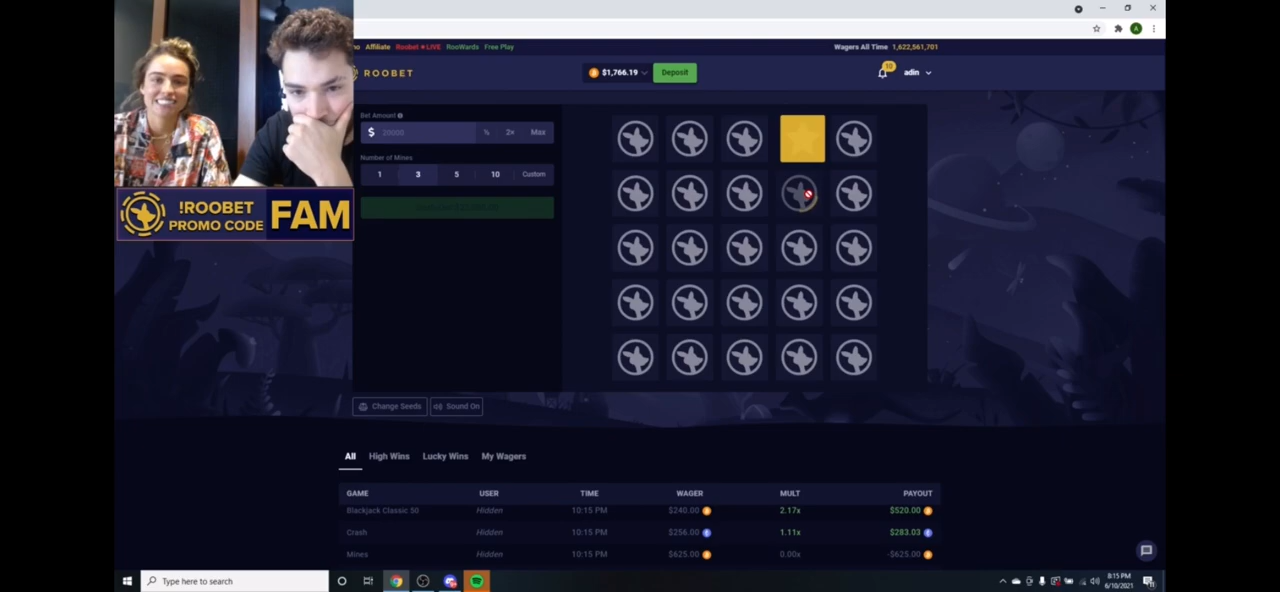 no Affiliate Roobet LIVE RooWards Free Play
Wagers All Time 1,622,561,701
ROOBET
$1,766.19
Deposit
10
adin
Bet Amount
$ 20000
½ 2× Max
Number of Mines
1 3 5 10 Custom
!ROOBET
PROMO CODE
FAM
Change Seeds
Sound On
All High Wins Lucky Wins My Wagers
GAME USER TIME WAGER MULT PAYOUT
Blackjack Classic 50 Hidden 10:15 PM $240.00 2.17x $520.00
Crash Hidden 10:15 PM $256.00 1.11x $283.03
Mines Hidden 10:15 PM $625.00 0.00x -$625.00
Type here to search
8:15 PM
6/10/2021